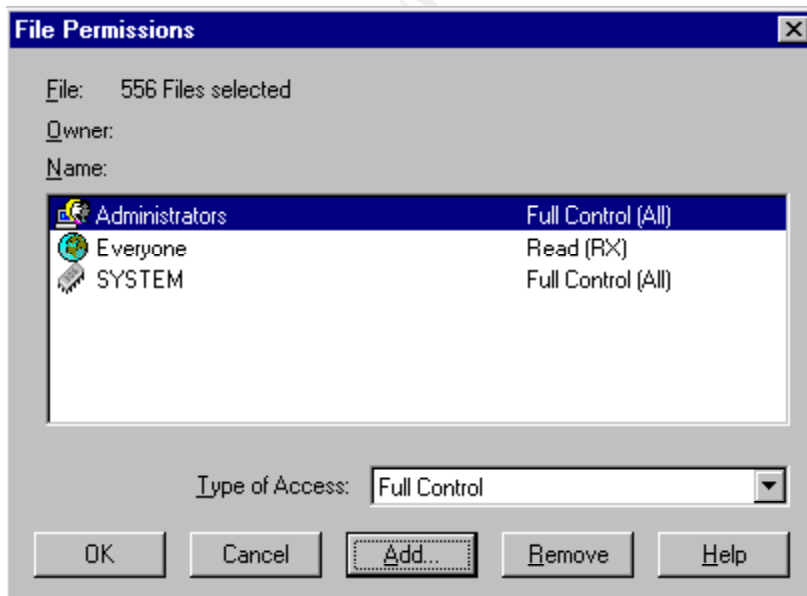 File Permissions
File: 556 Files selected
Owner:
Name:
Administrators Full Control (All)
Everyone Read (RX)
SYSTEM Full Control (All)
Type of Access: Full Control
OK Cancel Add... Remove Help